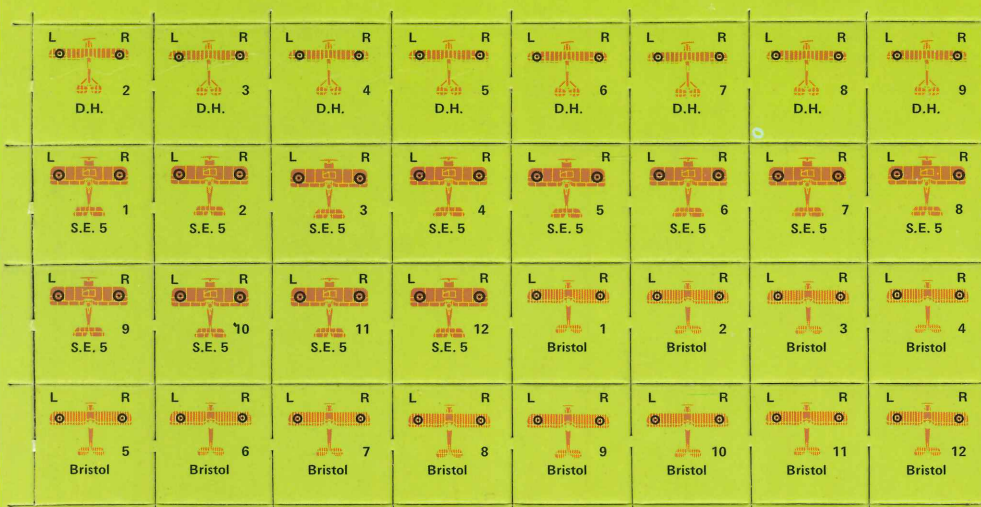 L R L R L R L R L R L R L R L R
2 3 4 5 6 7 8 9
D.H. D.H. D.H. D.H. D.H. D.H. D.H. D.H.
L R L R L R L R L R L R L R L R
1 2 3 4 5 6 7 8
S.E. 5 S.E. 5 S.E. 5 S.E. 5 S.E. 5 S.E. 5 S.E. 5 S.E. 5
L R L R L R L R L R L R L R L R
9 10 11 12 1 2 3 4
S.E. 5 S.E. 5 S.E. 5 S.E. 5 Bristol Bristol Bristol Bristol
L R L R L R L R L R L R L R L R
5 6 7 8 9 10 11 12
Bristol Bristol Bristol Bristol Bristol Bristol Bristol Bristol